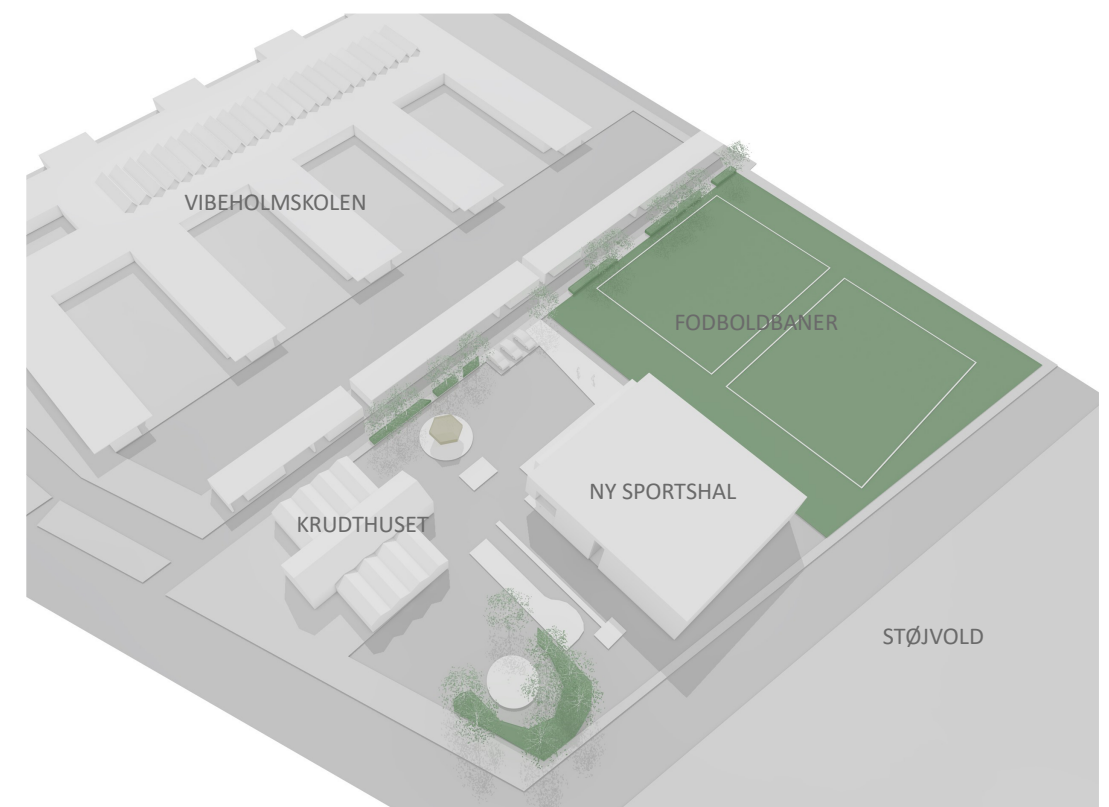 VIBEHOLMSKOLEN
FODBOLDBANER
NY SPORTSHAL
KRUDTHUSET
STØJVOLD